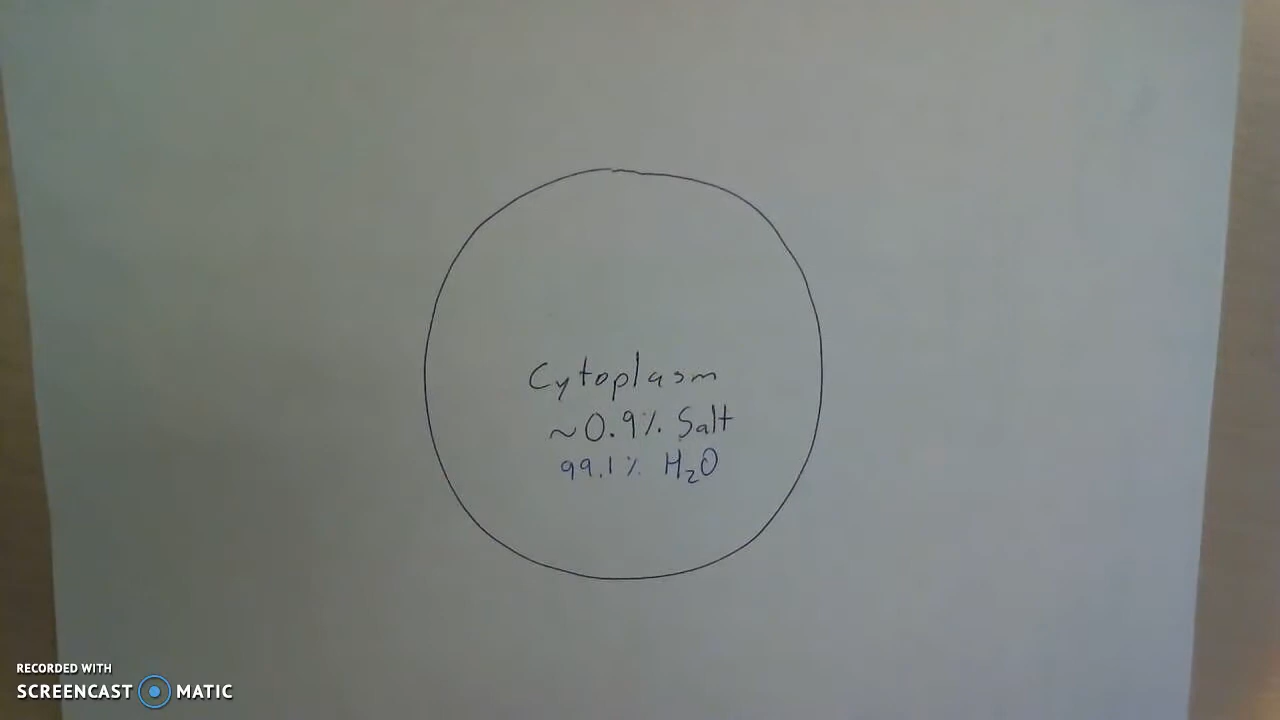 Cytoplasm
~0.9% Salt
99.1% H₂O
RECORDED WITH
SCREENCAST MATIC